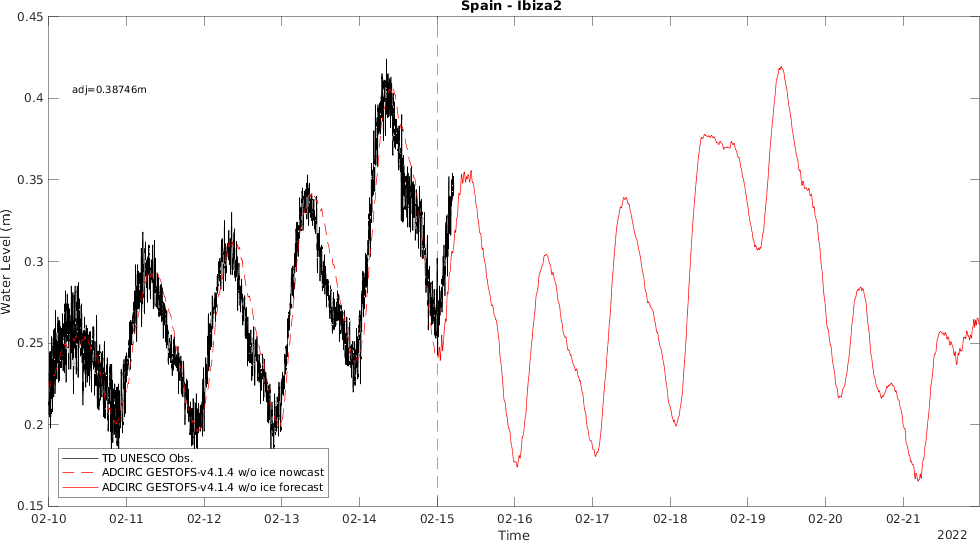 Spain - Ibiza2
0.45
0.4
0.35
0.3
0.25
0.2
0.15
Water Level (m)
adj=0.38746m
TD UNESCO Obs.
ADCIRC GESTOFS-v4.1.4 w/o ice nowcast
ADCIRC GESTOFS-v4.1.4 w/o ice forecast
02-10 02-11 02-12 02-13 02-14 02-15 02-16 02-17 02-18 02-19 02-20 02-21
Time
2022